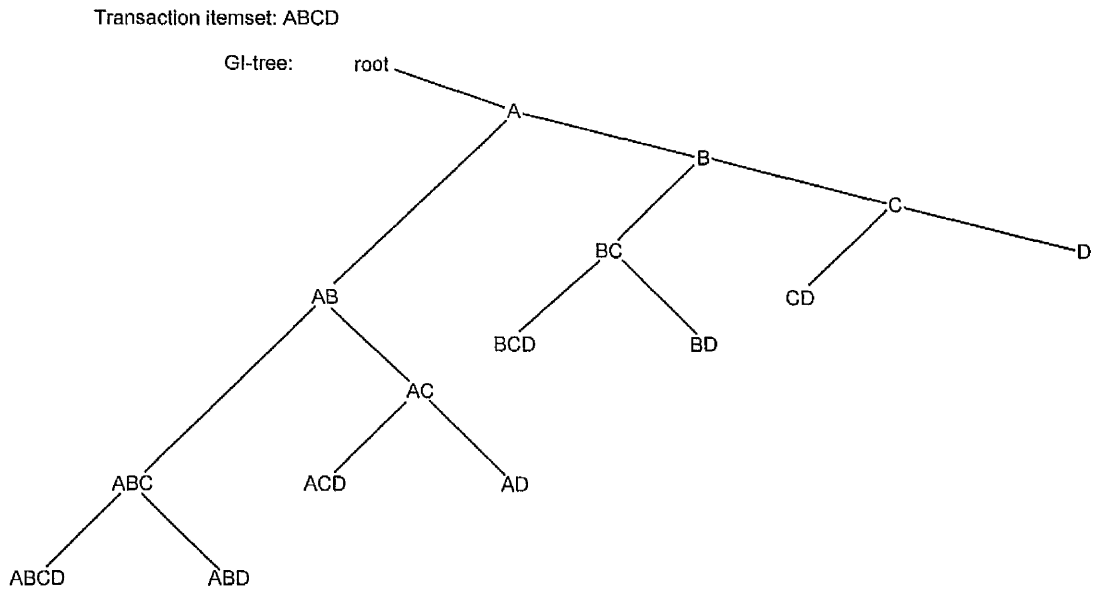 Transaction itemset: ABCD
GI-tree: root
A
B
C
D
BC
CD
AB
BCD BD
AC
ABC ACD AD
ABCD ABD